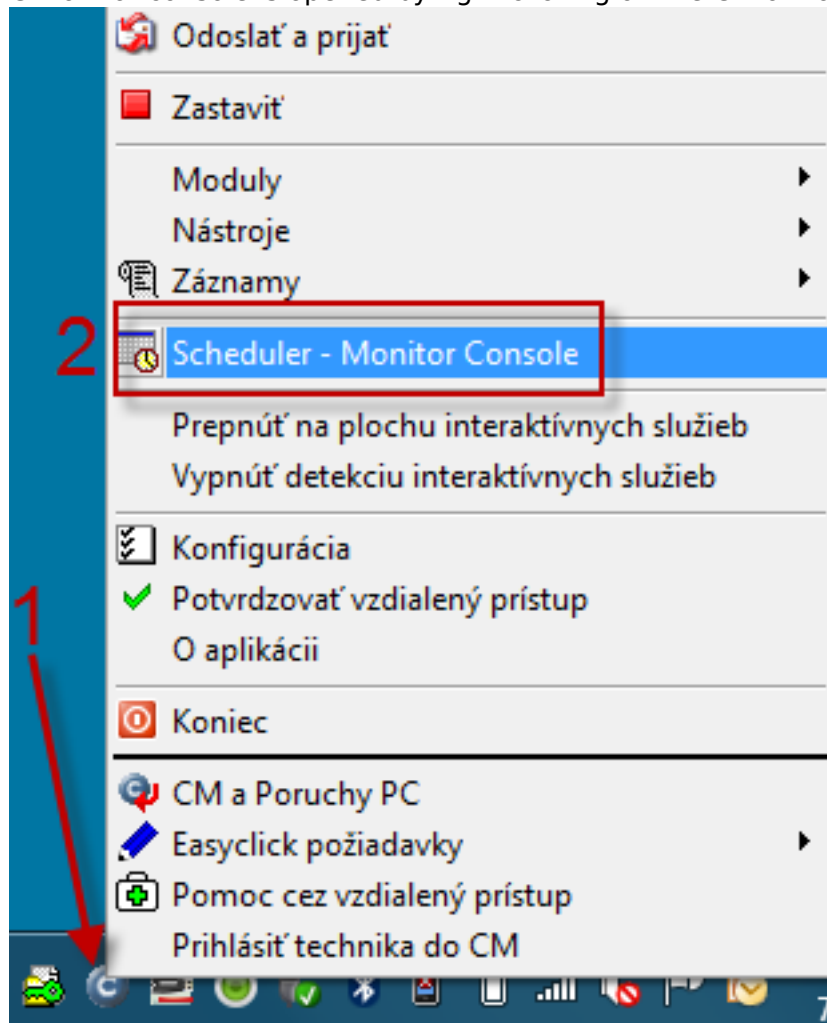 Odoslať a prijať
Zastaviť
Moduly
Nástroje
Záznamy
2
Scheduler - Monitor Console
Prepnúť na plochu interaktívnych služieb
Vypnúť detekciu interaktívnych služieb
Konfigurácia
1
Potvrdzovať vzdialený prístup
O aplikácii
Koniec
CM a Poruchy PC
Easyclick požiadavky
Pomoc cez vzdialený prístup
Prihlásiť technika do CM
7